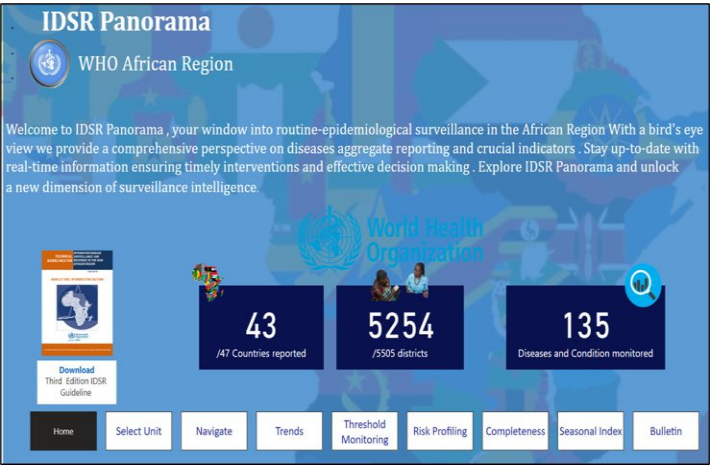 IDSR Panorama
WHO African Region
Welcome to IDSR Panorama , your window into routine-epidemiological surveillance in the African Region With a bird's eye
view we provide a comprehensive perspective on diseases aggregate reporting and crucial indicators . Stay up-to-date with
real-time information ensuring timely interventions and effective decision making . Explore IDSR Panorama and unlock
a new dimension of surveillance intelligence.
World Health
Organization
43
/47 Countries reported
5254
/5505 districts
135
Diseases and Condition monitored
Download
Third Edition IDSR
Guideline
Home
Select Unit
Navigate
Trends
Threshold
Monitoring
Risk Profiling
Completeness
Seasonal Index
Bulletin